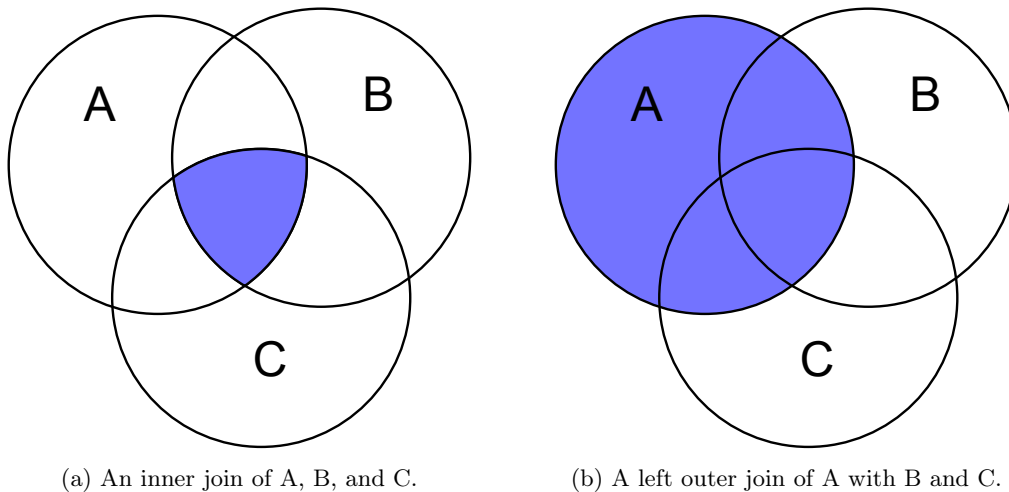 A
B
C
(a) An inner join of A, B, and C.
A
B
C
(b) A left outer join of A with B and C.